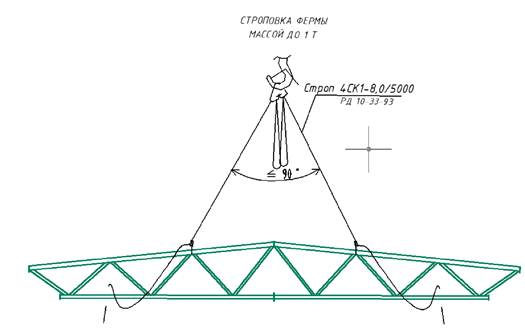 СТРОПОВКА ФЕРМЫ
МАССОЙ ДО 1 Т
Строп 4СК1-8,0/5000
РД 10-33-93
≤ 90°